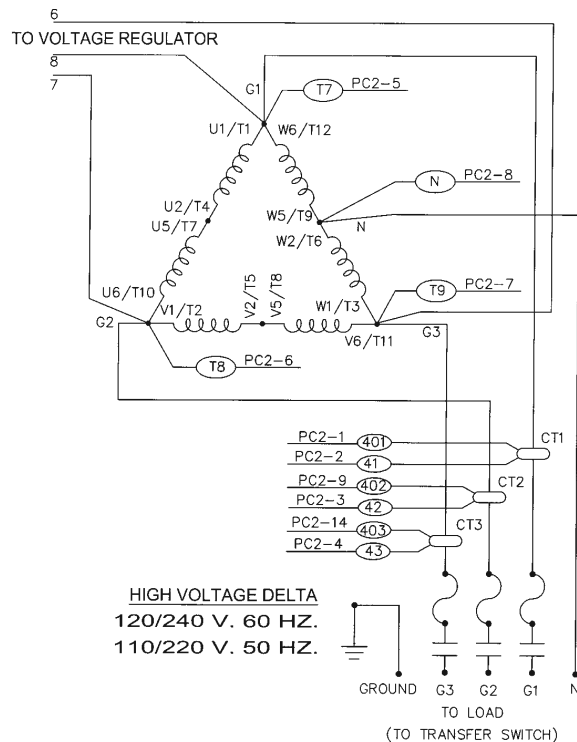 6
TO VOLTAGE REGULATOR
8
7
G1
T7 PC2-5
U1/T1 W6/T12
N PC2-8
U2/T4 W5/T9 N
U5/T7 W2/T6
T9 PC2-7
U6/T10
V1/T2 V2/T5 V5/T8 W1/T3
G2 V6/T11 G3
T8 PC2-6
PC2-1 401 CT1
PC2-2 41
PC2-9 402 CT2
PC2-3 42
PC2-14 403 CT3
PC2-4 43
HIGH VOLTAGE DELTA
120/240 V. 60 HZ.
110/220 V. 50 HZ.
GROUND G3 G2 G1 N
TO LOAD
(TO TRANSFER SWITCH)